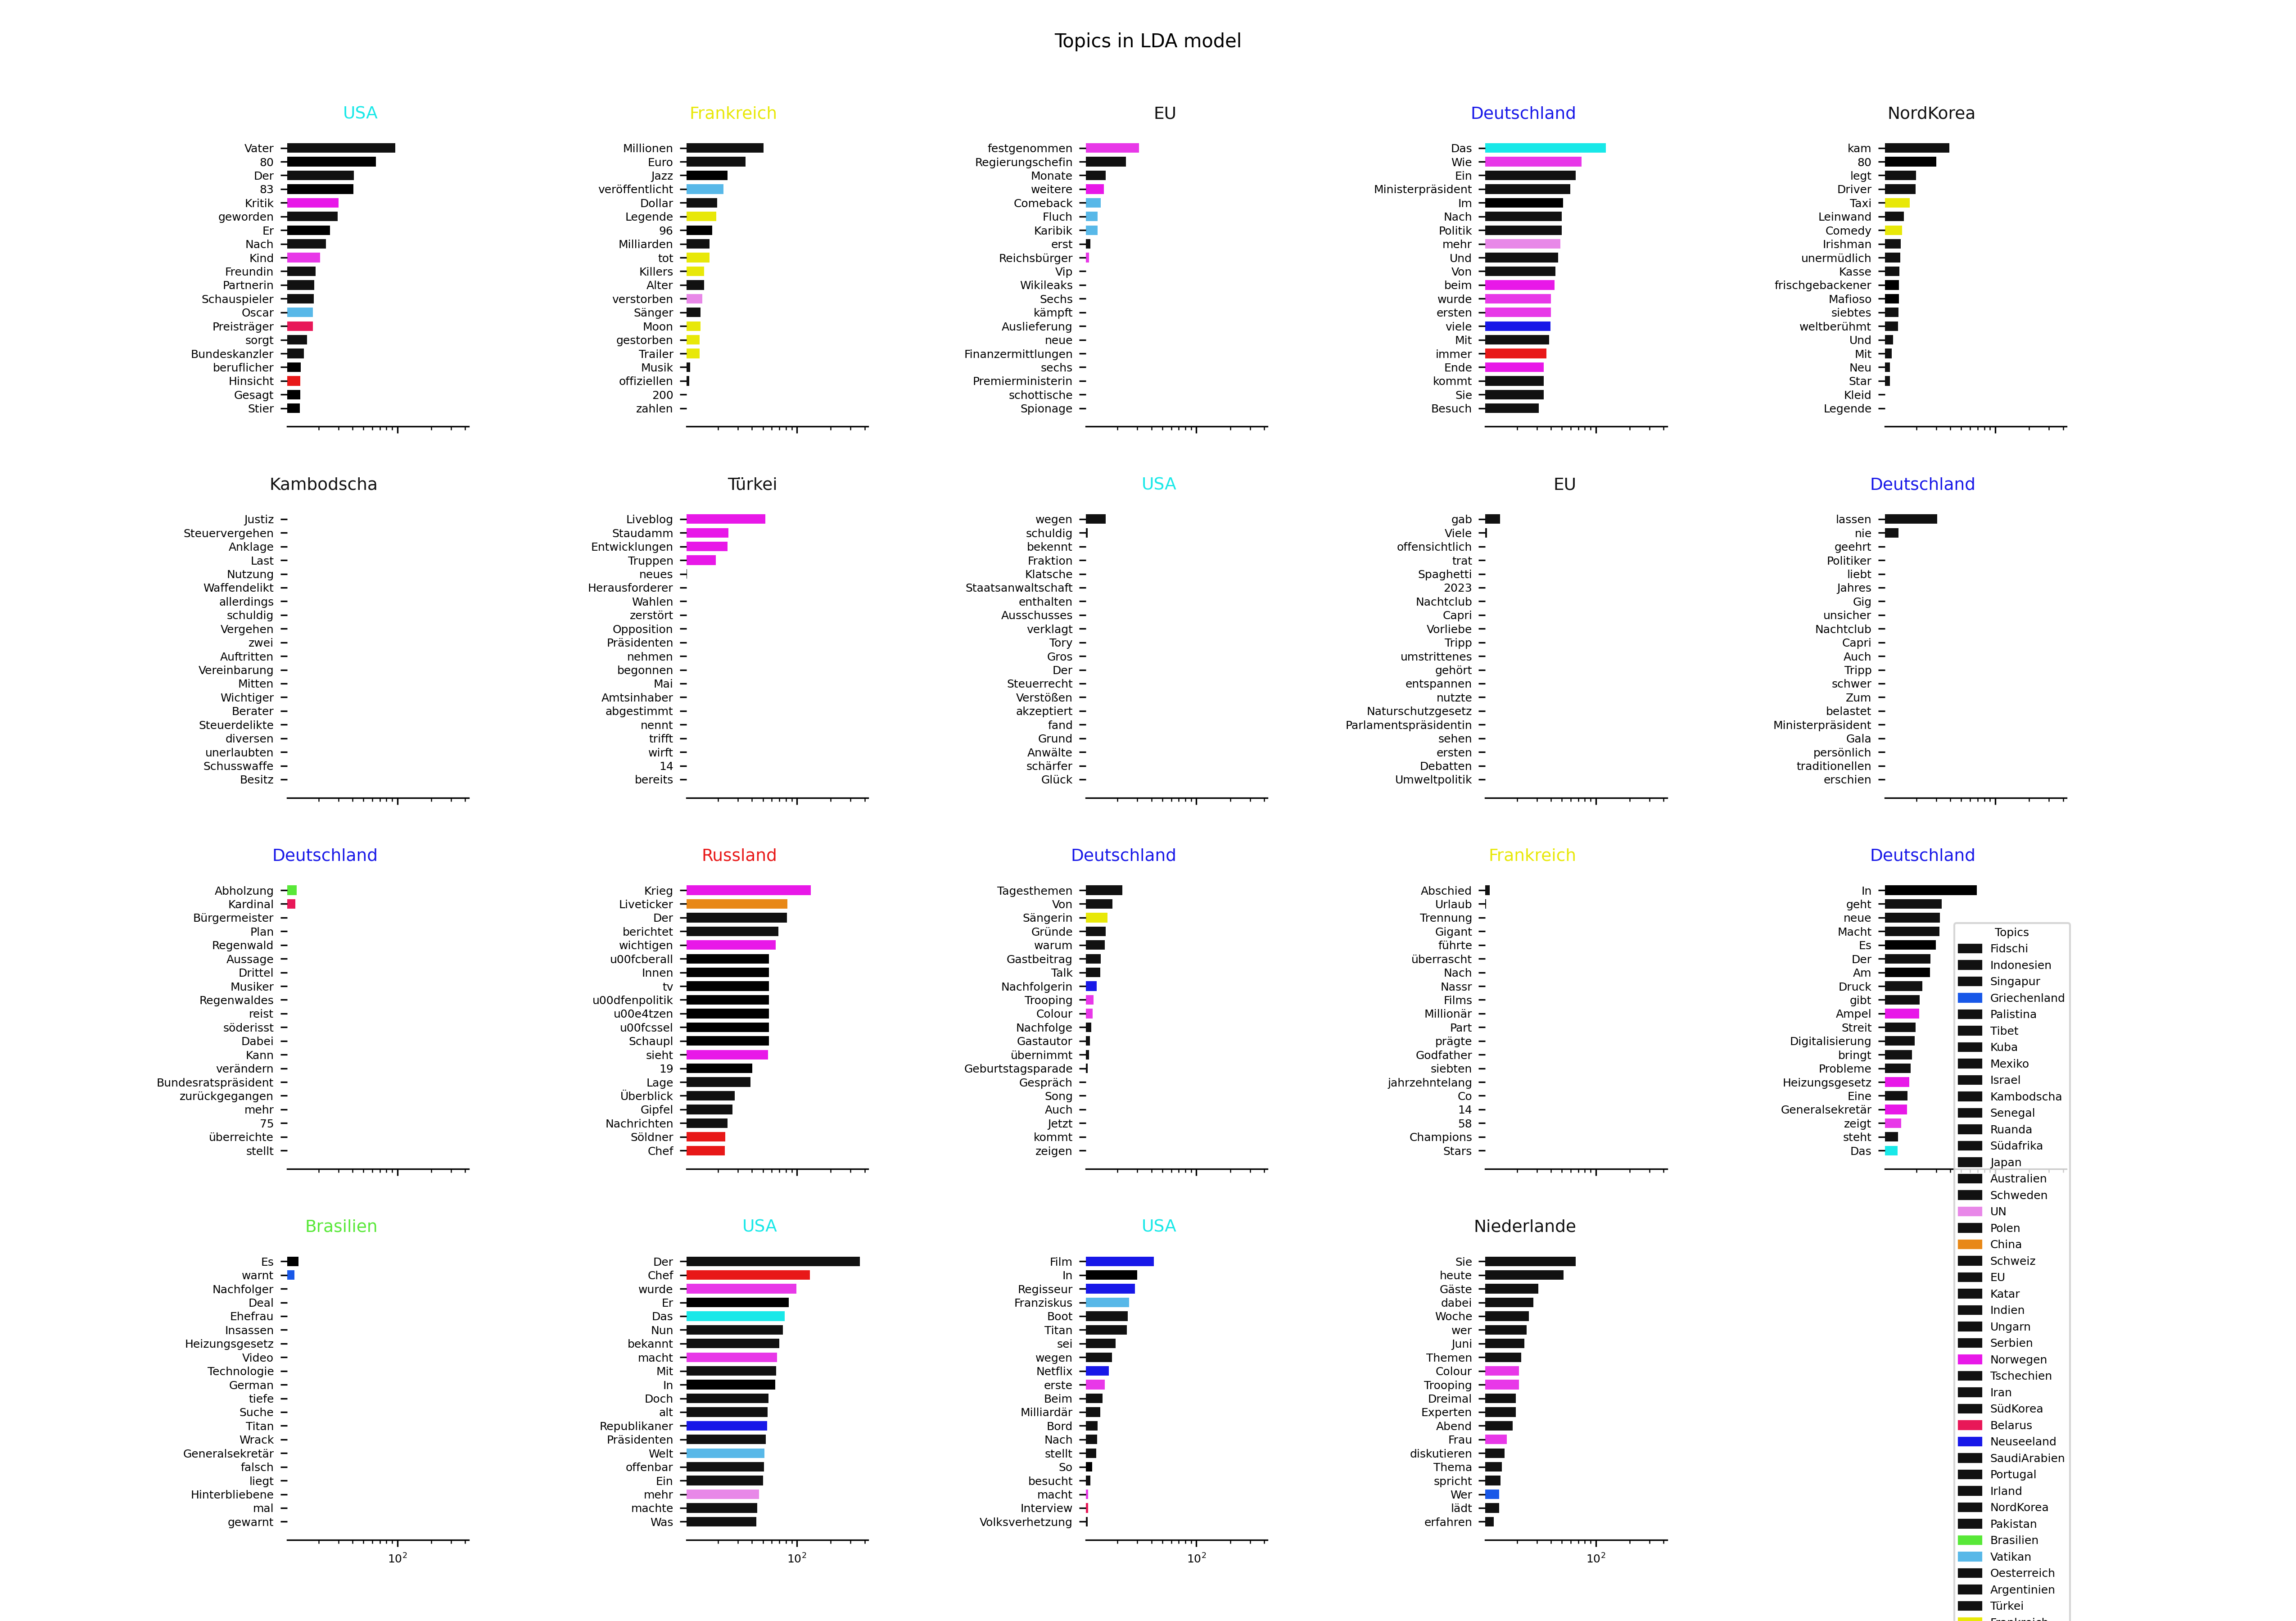 Topics in LDA model
USA
Vater
80
Der
83
Kritik
geworden
Er
Nach
Kind
Freundin
Partnerin
Schauspieler
Oscar
Preisträger
sorgt
Bundeskanzler
beruflicher
Hinsicht
Gesagt
Stier
Frankreich
Millionen
Euro
Jazz
veröffentlicht
Dollar
Legende
96
Milliarden
tot
Killers
Alter
verstorben
Sänger
Moon
gestorben
Trailer
Musik
offiziellen
200
zahlen
EU
festgenommen
Regierungschefin
Monate
weitere
Comeback
Fluch
Karibik
erst
Reichsbürger
Vip
Wikileaks
Sechs
kämpft
Auslieferung
neue
Finanzermittlungen
sechs
Premierministerin
schottische
Spionage
Deutschland
Das
Wie
Ein
Ministerpräsident
Im
Nach
Politik
mehr
Und
Von
beim
wurde
ersten
viele
Mit
immer
Ende
kommt
Sie
Besuch
NordKorea
kam
80
legt
Driver
Taxi
Leinwand
Comedy
Irishman
unermüdlich
Kasse
frischgebackener
Mafioso
siebtes
weltberühmt
Und
Mit
Neu
Star
Kleid
Legende
Kambodscha
Justiz
Steuervergehen
Anklage
Last
Nutzung
Waffendelikt
allerdings
schuldig
Vergehen
zwei
Auftritten
Vereinbarung
Mitten
Wichtiger
Berater
Steuerdelikte
diversen
unerlaubten
Schusswaffe
Besitz
Türkei
Liveblog
Staudamm
Entwicklungen
Truppen
neues
Herausforderer
Wahlen
zerstört
Opposition
Präsidenten
nehmen
begonnen
Mai
Amtsinhaber
abgestimmt
nennt
trifft
wirft
14
bereits
USA
wegen
schuldig
bekennt
Fraktion
Klatsche
Staatsanwaltschaft
enthalten
Ausschusses
verklagt
Tory
Gros
Der
Steuerrecht
Verstößen
akzeptiert
fand
Grund
Anwälte
schärfer
Glück
EU
gab
Viele
offensichtlich
trat
Spaghetti
2023
Nachtclub
Capri
Vorliebe
Tripp
umstrittenes
gehört
entspannen
nutzte
Naturschutzgesetz
Parlamentspräsidentin
sehen
ersten
Debatten
Umweltpolitik
Deutschland
lassen
nie
geehrt
Politiker
liebt
Jahres
Gig
unsicher
Nachtclub
Capri
Auch
Tripp
schwer
Zum
belastet
Ministerpräsident
Gala
persönlich
traditionellen
erschien
Deutschland
Abholzung
Kardinal
Bürgermeister
Plan
Regenwald
Aussage
Drittel
Musiker
Regenwaldes
reist
söderisst
Dabei
Kann
verändern
Bundesratspräsident
zurückgegangen
mehr
75
überreichte
stellt
Russland
Krieg
Liveticker
Der
berichtet
wichtigen
u00fcberall
Innen
tv
u00dfenpolitik
u00e4tzen
u00fcssel
Schaupl
sieht
19
Lage
Überblick
Gipfel
Nachrichten
Söldner
Chef
Deutschland
Tagesthemen
Von
Sängerin
Gründe
warum
Gastbeitrag
Talk
Nachfolgerin
Trooping
Colour
Nachfolge
Gastautor
übernimmt
Geburtstagsparade
Gespräch
Song
Auch
Jetzt
kommt
zeigen
Frankreich
Abschied
Urlaub
Trennung
Gigant
führte
überrascht
Nach
Nassr
Films
Millionär
Part
prägte
Godfather
siebten
jahrzehntelang
Co
14
58
Champions
Stars
Deutschland
In
geht
neue
Macht
Es
Der
Am
Druck
gibt
Ampel
Streit
Digitalisierung
bringt
Probleme
Heizungsgesetz
Eine
Generalsekretär
zeigt
steht
Das
Brasilien
Es
warnt
Nachfolger
Deal
Ehefrau
Insassen
Heizungsgesetz
Video
Technologie
German
tiefe
Suche
Titan
Wrack
Generalsekretär
falsch
liegt
Hinterbliebene
mal
gewarnt
10²
USA
Der
Chef
wurde
Er
Das
Nun
bekannt
macht
Mit
In
Doch
alt
Republikaner
Präsidenten
Welt
offenbar
Ein
mehr
machte
Was
10²
USA
Film
In
Regisseur
Franziskus
Boot
Titan
sei
wegen
Netflix
erste
Beim
Milliardär
Bord
Nach
stellt
So
besucht
macht
Interview
Volksverhetzung
10²
Niederlande
Sie
heute
Gäste
dabei
Woche
wer
Juni
Themen
Colour
Trooping
Dreimal
Experten
Abend
Frau
diskutieren
Thema
spricht
Wer
lädt
erfahren
10²
Topics
Fidschi
Indonesien
Singapur
Griechenland
Palistina
Tibet
Kuba
Mexiko
Israel
Kambodscha
Senegal
Ruanda
Südafrika
Japan
Australien
Schweden
UN
Polen
China
Schweiz
EU
Katar
Indien
Ungarn
Serbien
Norwegen
Tschechien
Iran
SüdKorea
Belarus
Neuseeland
SaudiArabien
Portugal
Irland
NordKorea
Pakistan
Brasilien
Vatikan
Oesterreich
Argentinien
Türkei